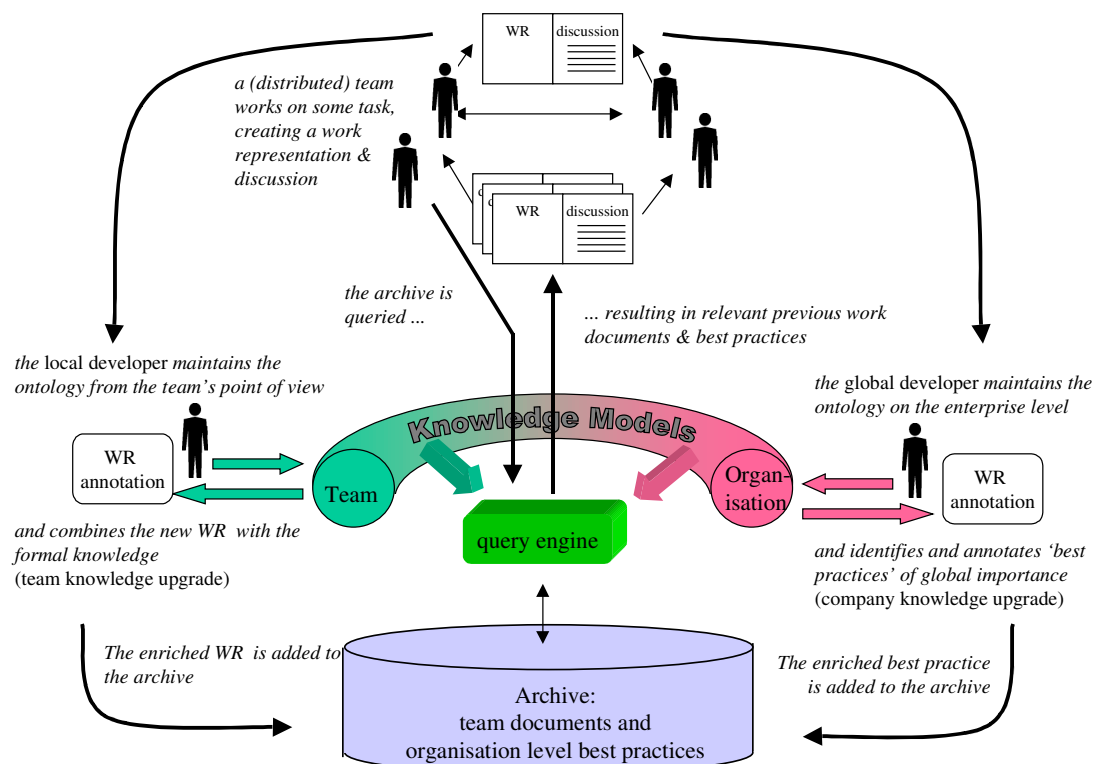 WR
discussion
a (distributed) team
works on some task,
creating a work
representation &
discussion
WR
discussion
the archive is
queried ...
... resulting in relevant previous work
documents & best practices
the local developer maintains the
ontology from the team's point of view
the global developer maintains the
ontology on the enterprise level
Knowledge Models
WR
annotation
Team
Organ-
isation
WR
annotation
query engine
and combines the new WR with the
formal knowledge
(team knowledge upgrade)
and identifies and annotates ‘best
practices’ of global importance
(company knowledge upgrade)
The enriched WR is added to
the archive
The enriched best practice
is added to the archive
Archive:
team documents and
organisation level best practices